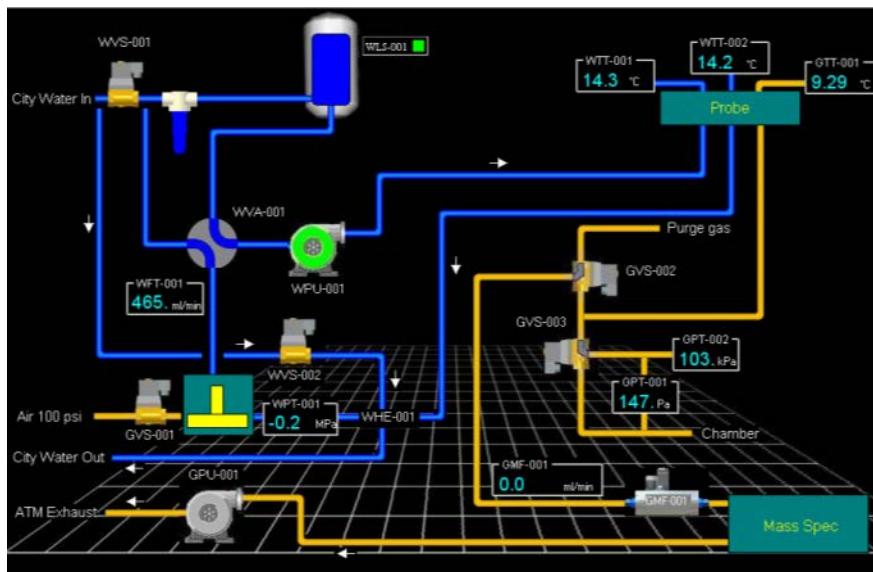 WVS-001
WLS-001
WTT-001
14.3 °C
WTT-002
14.2 °C
GTT-001
9.29 °C
City Water In
Probe
WVA-001
Purge gas
WPU-001
GVS-002
WFT-001
465. ml/min
GVS-003
GPT-002
103. kPa
WVS-002
GPT-001
147. Pa
Air 100 psi
GVS-001
WPT-001
-0.2 MPa
WHE-001
Chamber
City Water Out
GPU-001
GMF-001
0.0 ml/min
GMF-001
ATM Exhaust
Mass Spec